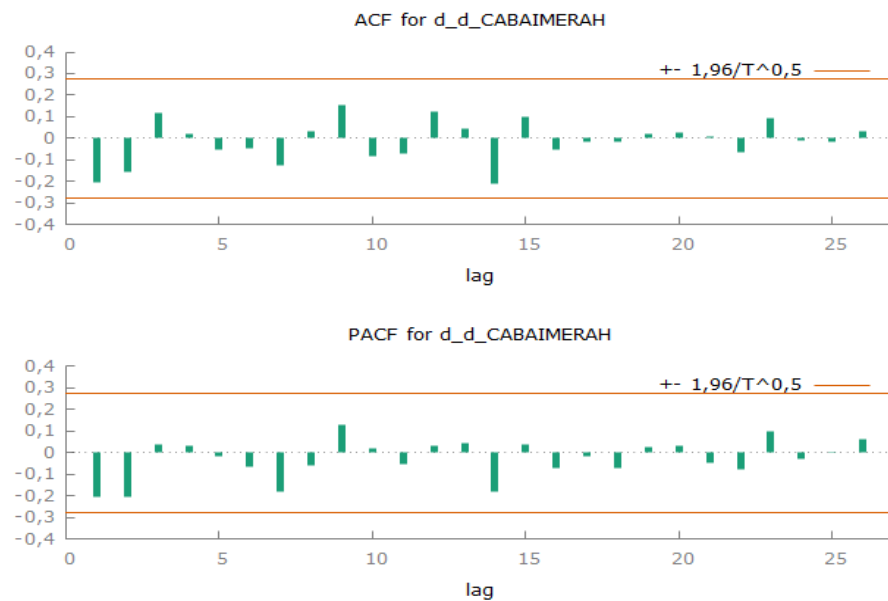 ACF for d_d_CABAIMERAH
0,4
0,3
0,2
0,1
0
-0,1
-0,2
-0,3
-0,4
+- 1,96/T^0,5
0 5 10 15 20 25
lag
PACF for d_d_CABAIMERAH
0,4
0,3
0,2
0,1
0
-0,1
-0,2
-0,3
-0,4
+- 1,96/T^0,5
0 5 10 15 20 25
lag